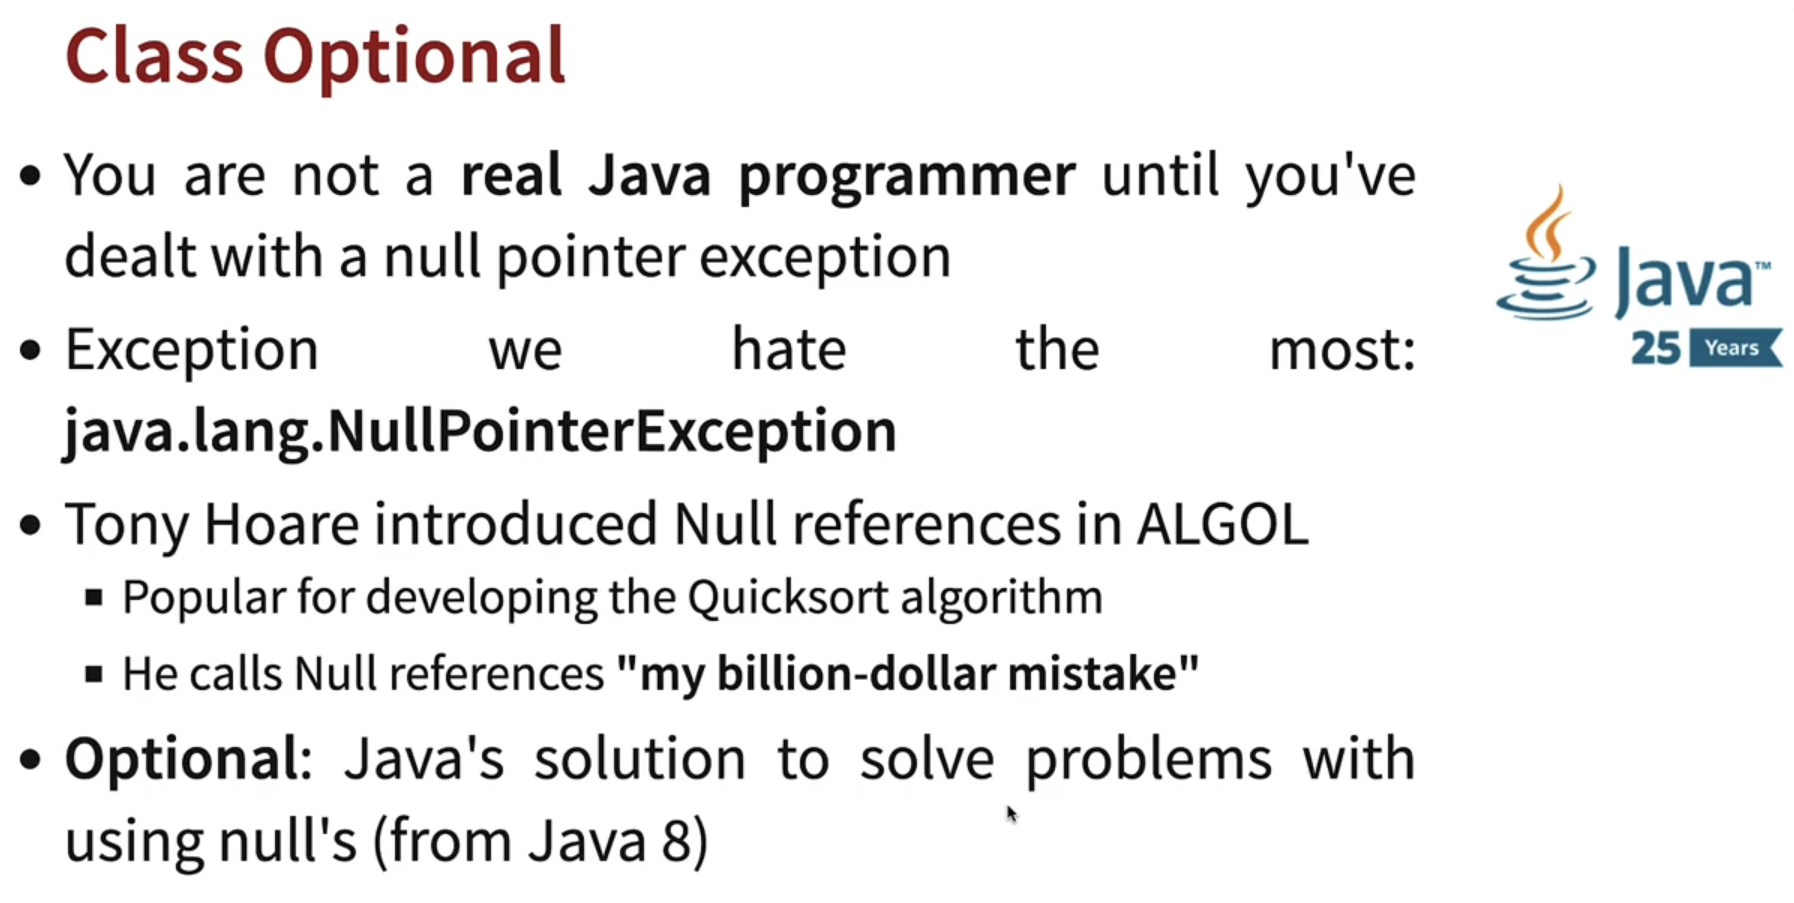 Class Optional
• You are not a real Java programmer until you've
dealt with a null pointer exception
• Exception we hate the most:
java.lang.NullPointerException
• Tony Hoare introduced Null references in ALGOL
▪ Popular for developing the Quicksort algorithm
▪ He calls Null references "my billion-dollar mistake"
• Optional: Java's solution to solve problems with
using null's (from Java 8)
Java™
25 Years